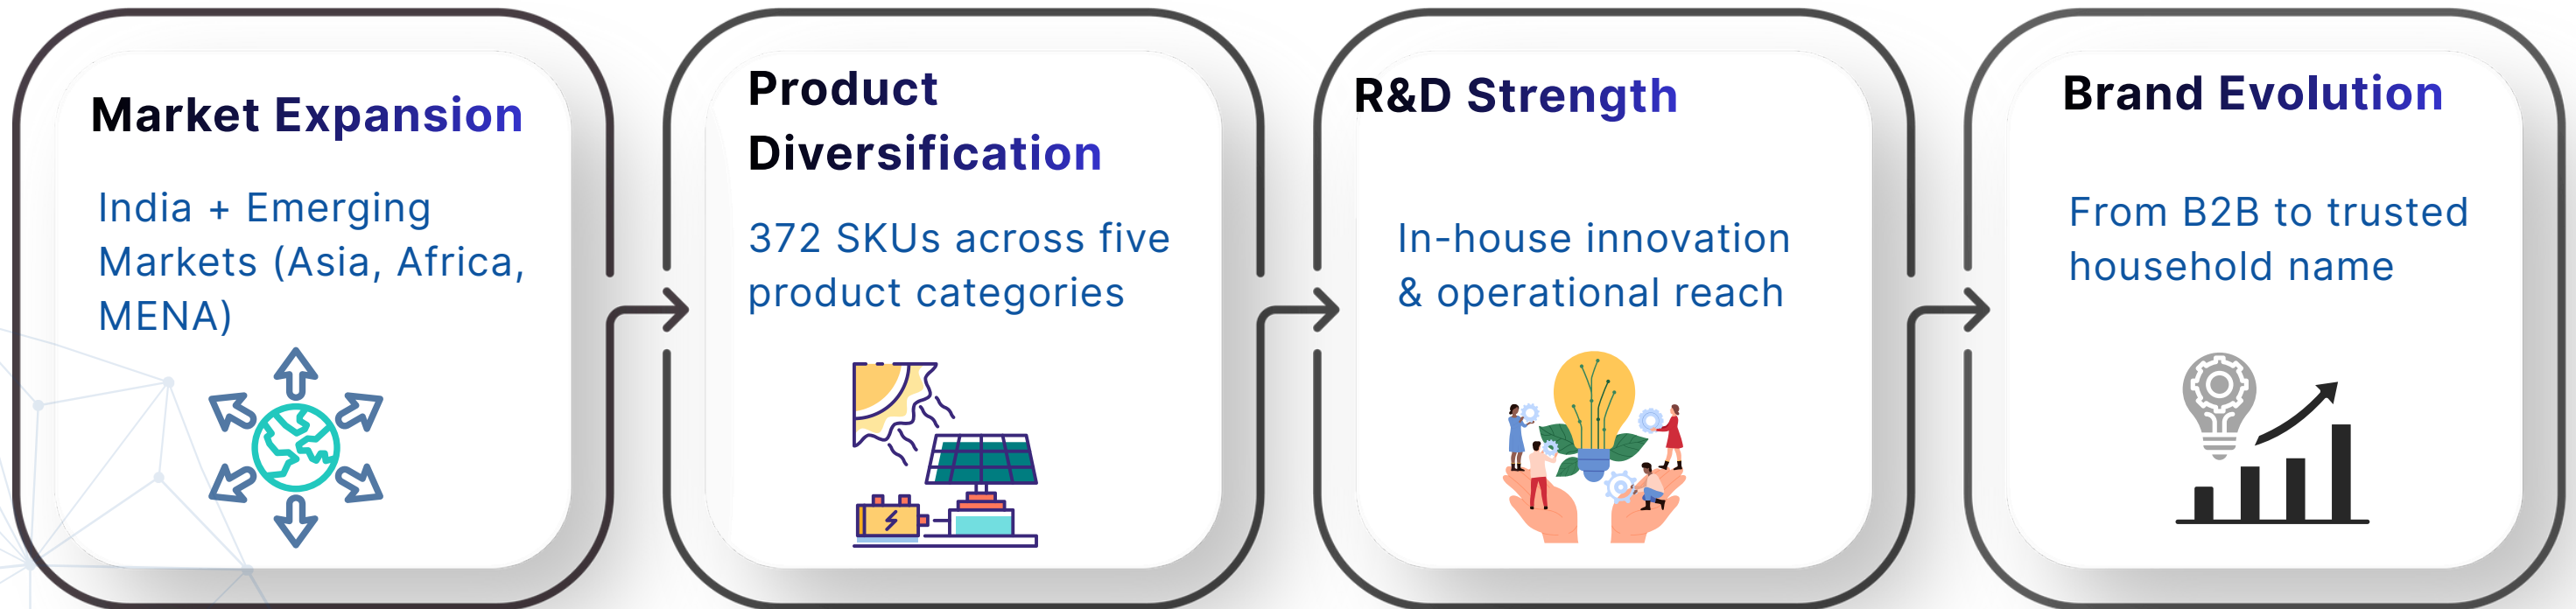 Market Expansion
India + Emerging
Markets (Asia, Africa,
MENA)
Product
Diversification
372 SKUs across five
product categories
R&D Strength
In-house innovation
& operational reach
Brand Evolution
From B2B to trusted
household name